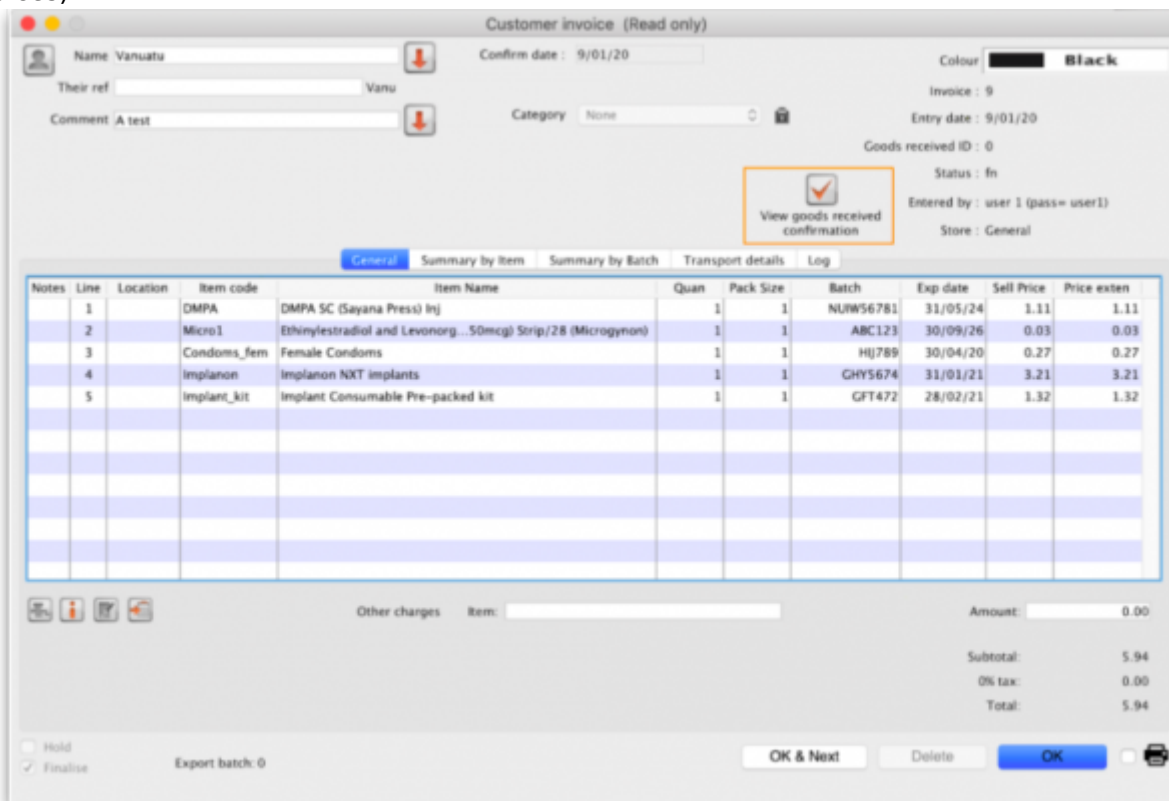 Customer invoice (Read only)
Name Vanuatu Confirm date : 9/01/20 Colour Black
Their ref Vanu Invoice : 9
Comment A test Category None Entry date : 9/01/20
Goods received ID : 0
Status : fn
View goods received
confirmation
Entered by : user 1 (pass= user1)
Store : General
General Summary by Item Summary by Batch Transport details Log
Notes Line Location Item code Item Name Quan Pack Size Batch Exp date Sell Price Price exten
1 DMPA DMPA SC (Sayana Press) Inj 1 1 NUIW56781 31/05/24 1.11 1.11
2 Micro1 Ethinylestradiol and Levonorg...50mcg) Strip/28 (Microgynon) 1 1 ABC123 30/09/26 0.03 0.03
3 Condoms_fem Female Condoms 1 1 HIJ789 30/04/20 0.27 0.27
4 Implanon Implanon NXT implants 1 1 GHY5674 31/01/21 3.21 3.21
5 Implant_kit Implant Consumable Pre-packed kit 1 1 GFT472 28/02/21 1.32 1.32
Other charges Item: Amount: 0.00
Subtotal: 5.94
0% tax: 0.00
Total: 5.94
Hold
Finalise Export batch: 0 OK & Next Delete OK